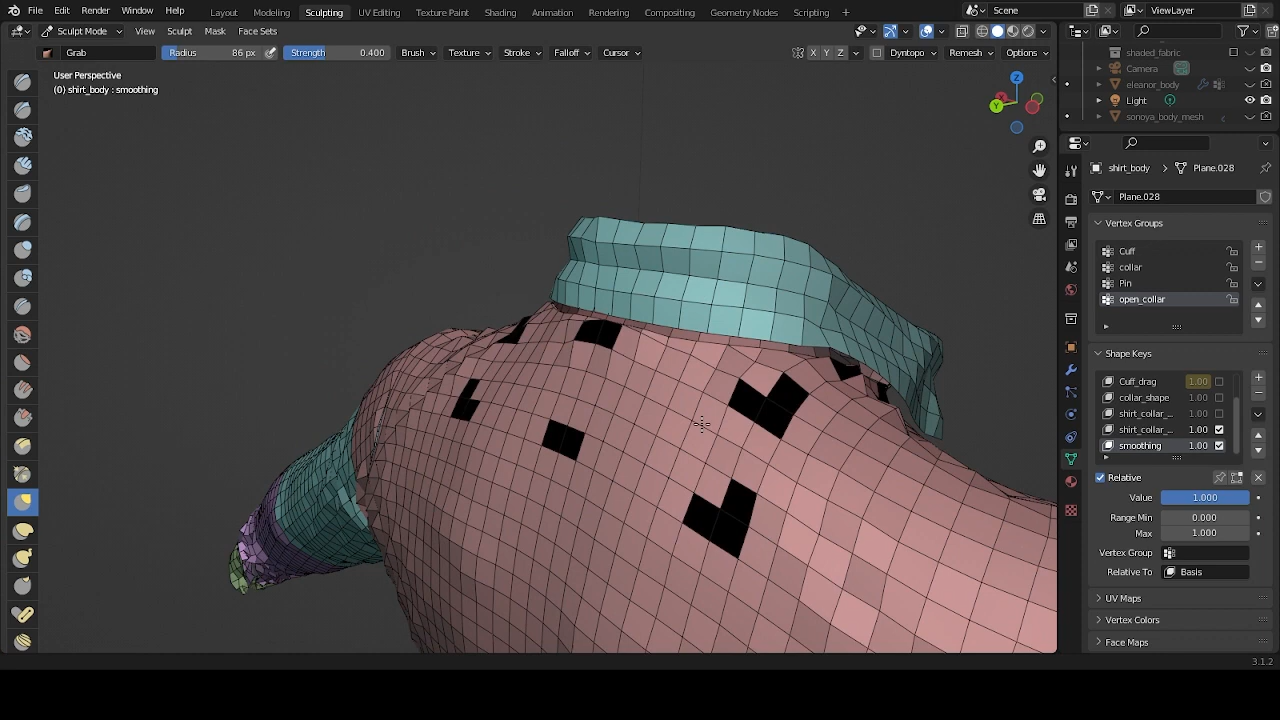 File Edit Render Window Help Layout Modeling Sculpting UV Editing Texture Paint Shading Animation Rendering Compositing Geometry Nodes Scripting + Scene ViewLayer
Sculpt Mode View Sculpt Mask Face Sets
Grab Radius 86 px Strength 0.400 Brush Texture Stroke Falloff Cursor X Y Z Dyntopo Remesh Options
User Perspective
(0) shirt_body : smoothing
Z
X
Y
shaded_fabric
Camera
eleanor_body
Light
sonoya_body_mesh
shirt_body > Plane.028
Plane.028
Vertex Groups
Cuff
collar
Pin
open_collar
Shape Keys
Cuff_drag 1.00
collar_shape 1.00
shirt_collar_... 1.00
shirt_collar_... 1.00
smoothing 1.00
Relative
Value 1.000
Range Min 0.000
Max 1.000
Vertex Group
Relative To Basis
UV Maps
Vertex Colors
Face Maps
3.1.2